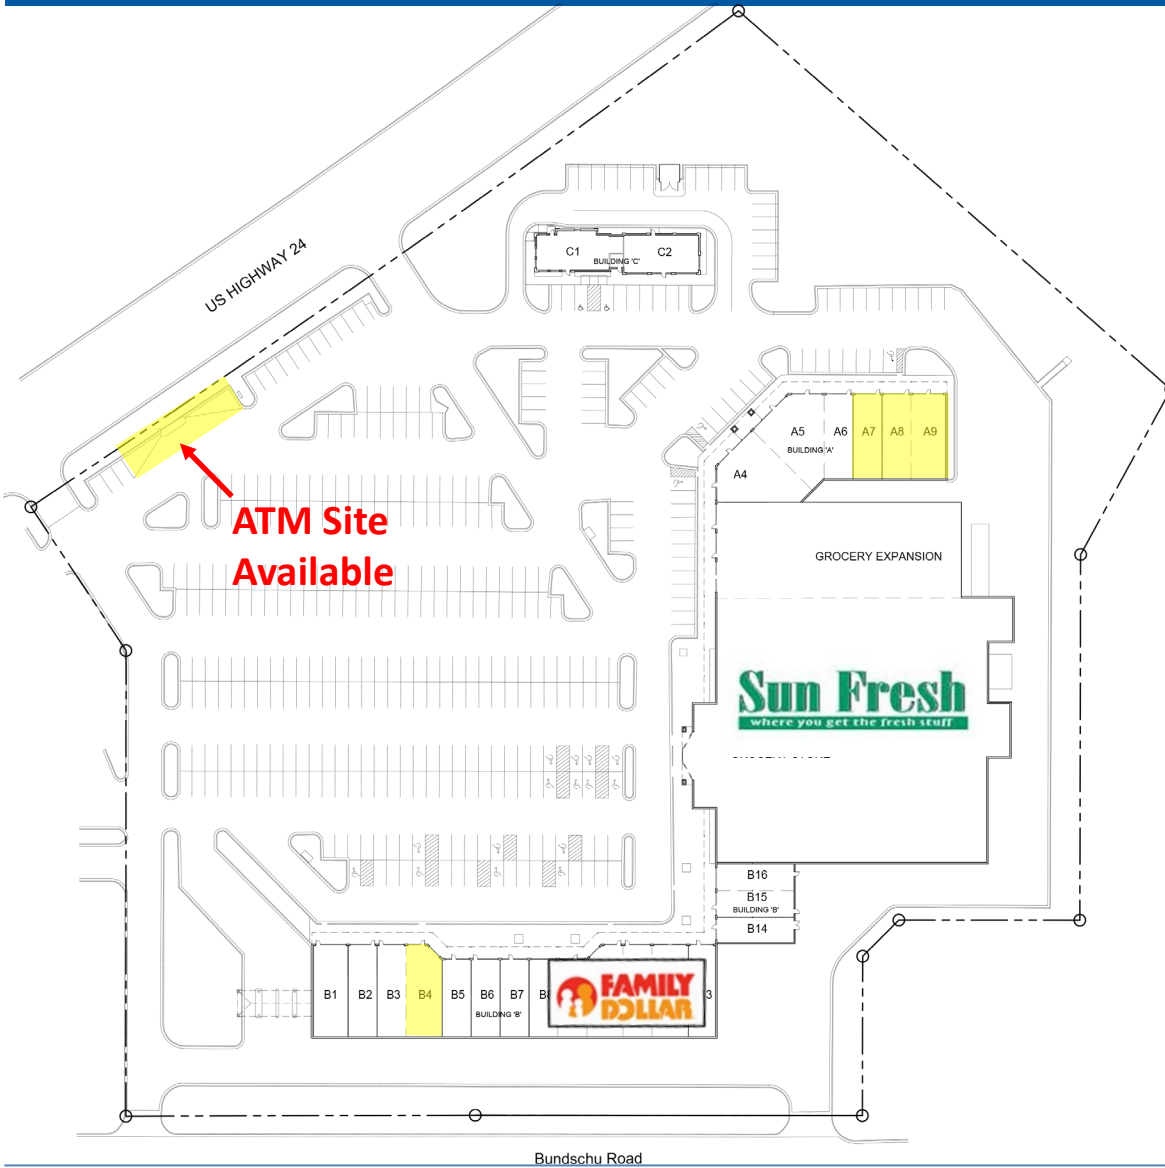 US HIGHWAY 24
C1
C2
BUILDING 'C'
A5
A6
A7
A8
A9
BUILDING 'A'
A4
ATM Site
Available
GROCERY EXPANSION
Sun Fresh
where you get the fresh stuff
B16
B15
BUILDING 'B'
B14
B1
B2
B3
B4
B5
B6
B7
BUILDING 'B'
FAMILY
DOLLAR
3
Bundschu Road